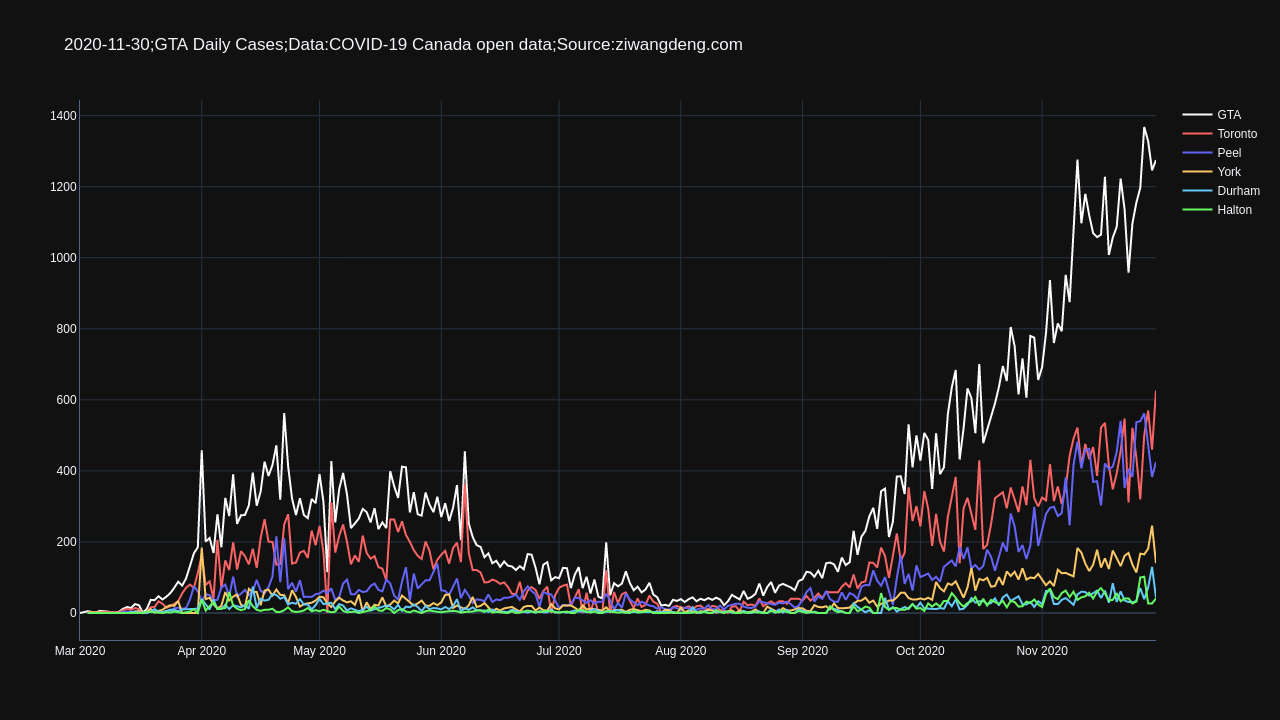 2020-11-30;GTA Daily Cases;Data:COVID-19 Canada open data;Source:ziwangdeng.com
1400
1200
1000
800
600
400
200
0
Mar 2020 Apr 2020 May 2020 Jun 2020 Jul 2020 Aug 2020 Sep 2020 Oct 2020 Nov 2020
GTA
Toronto
Peel
York
Durham
Halton